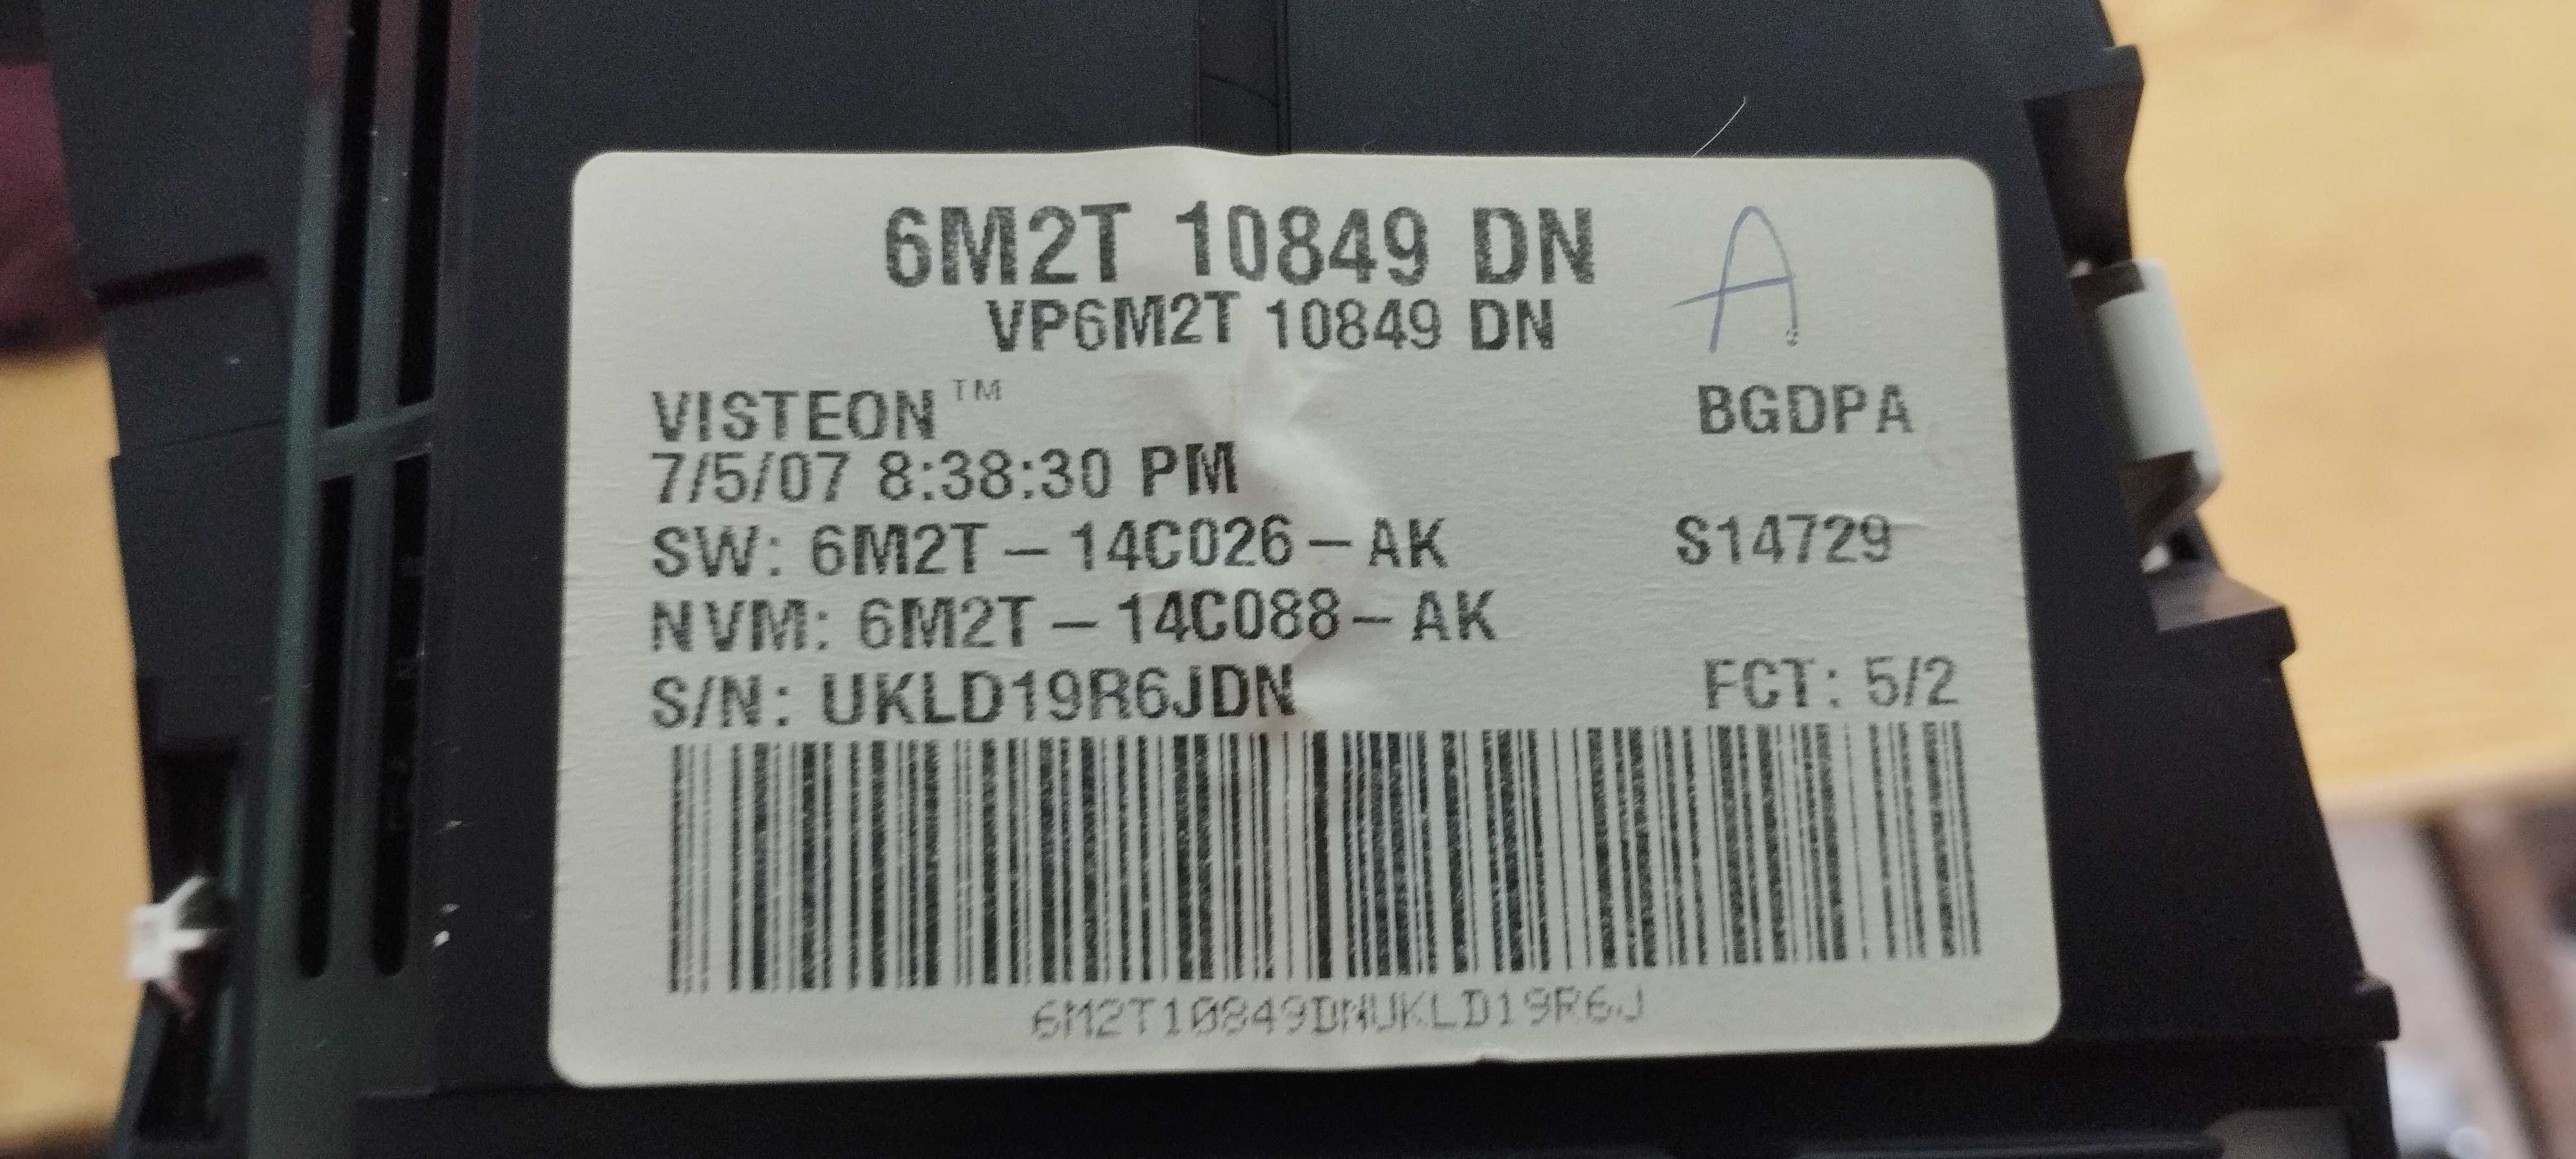 6M2T 10849 DN A
VP6M2T 10849 DN
VISTEON™ BGDPA
7/5/07 8:38:30 PM
SW: 6M2T – 14C026 – AK S14729
NVM: 6M2T – 14C088 – AK
S/N: UKLD19R6JDN FCT: 5/2
6M2T10849DNUKLD19R6J